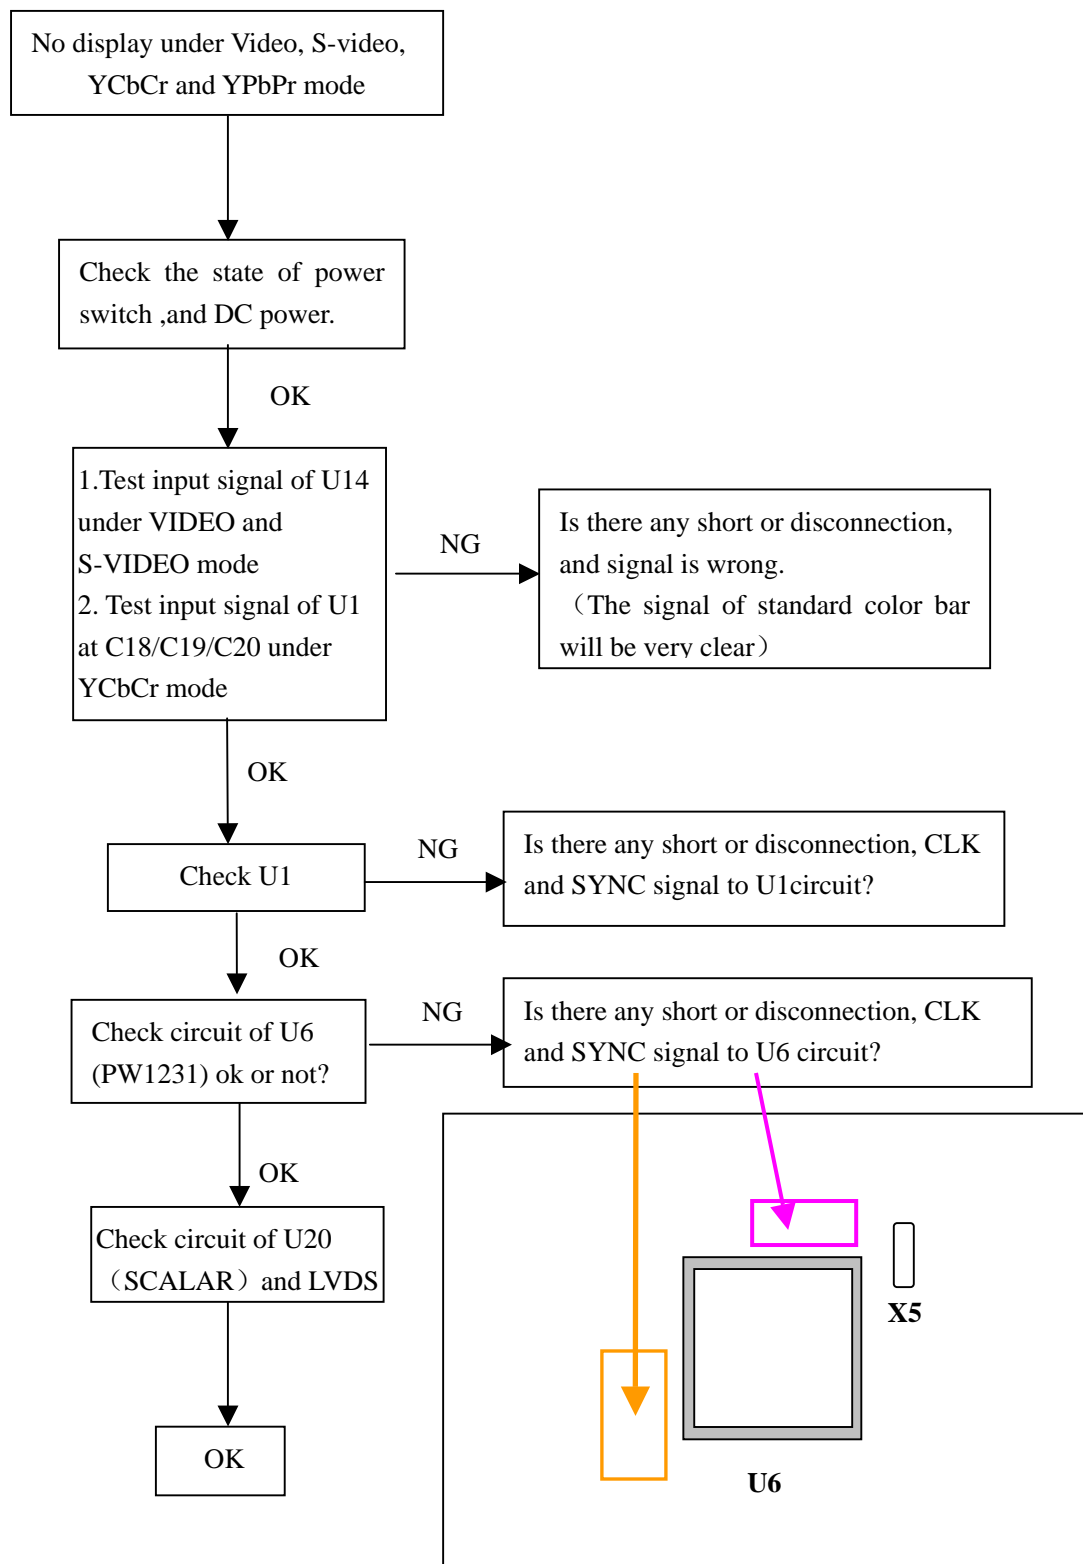 No display under Video, S-video,
YCbCr and YPbPr mode
Check the state of power
switch ,and DC power.
OK
1.Test input signal of U14
under VIDEO and
S-VIDEO mode
2. Test input signal of U1
at C18/C19/C20 under
YCbCr mode
NG
Is there any short or disconnection,
and signal is wrong.
（The signal of standard color bar
will be very clear）
OK
Check U1
NG
Is there any short or disconnection, CLK
and SYNC signal to U1circuit?
OK
Check circuit of U6
(PW1231) ok or not?
NG
Is there any short or disconnection, CLK
and SYNC signal to U6 circuit?
OK
Check circuit of U20
（SCALAR）and LVDS
OK
X5
U6